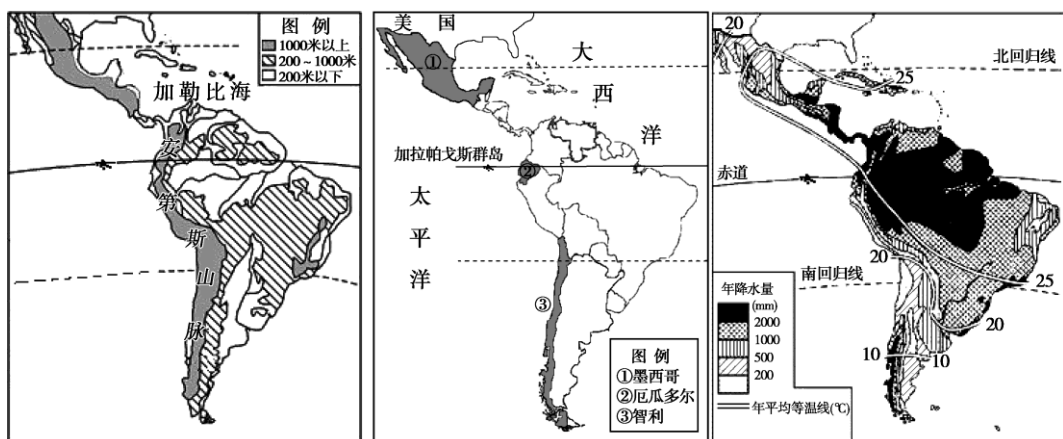 图 例
1000米以上
200~1000米
200米以下
加勒比海
安
第
斯
山
脉
美 国
大
西
洋
①
加拉帕戈斯群岛
②
太
平
洋
③
图 例
①墨西哥
②厄瓜多尔
③智利
20
北回归线
25
赤道
20
南回归线
25
20
10
10
年降水量
(mm)
2000
1000
500
200
年平均等温线(℃)